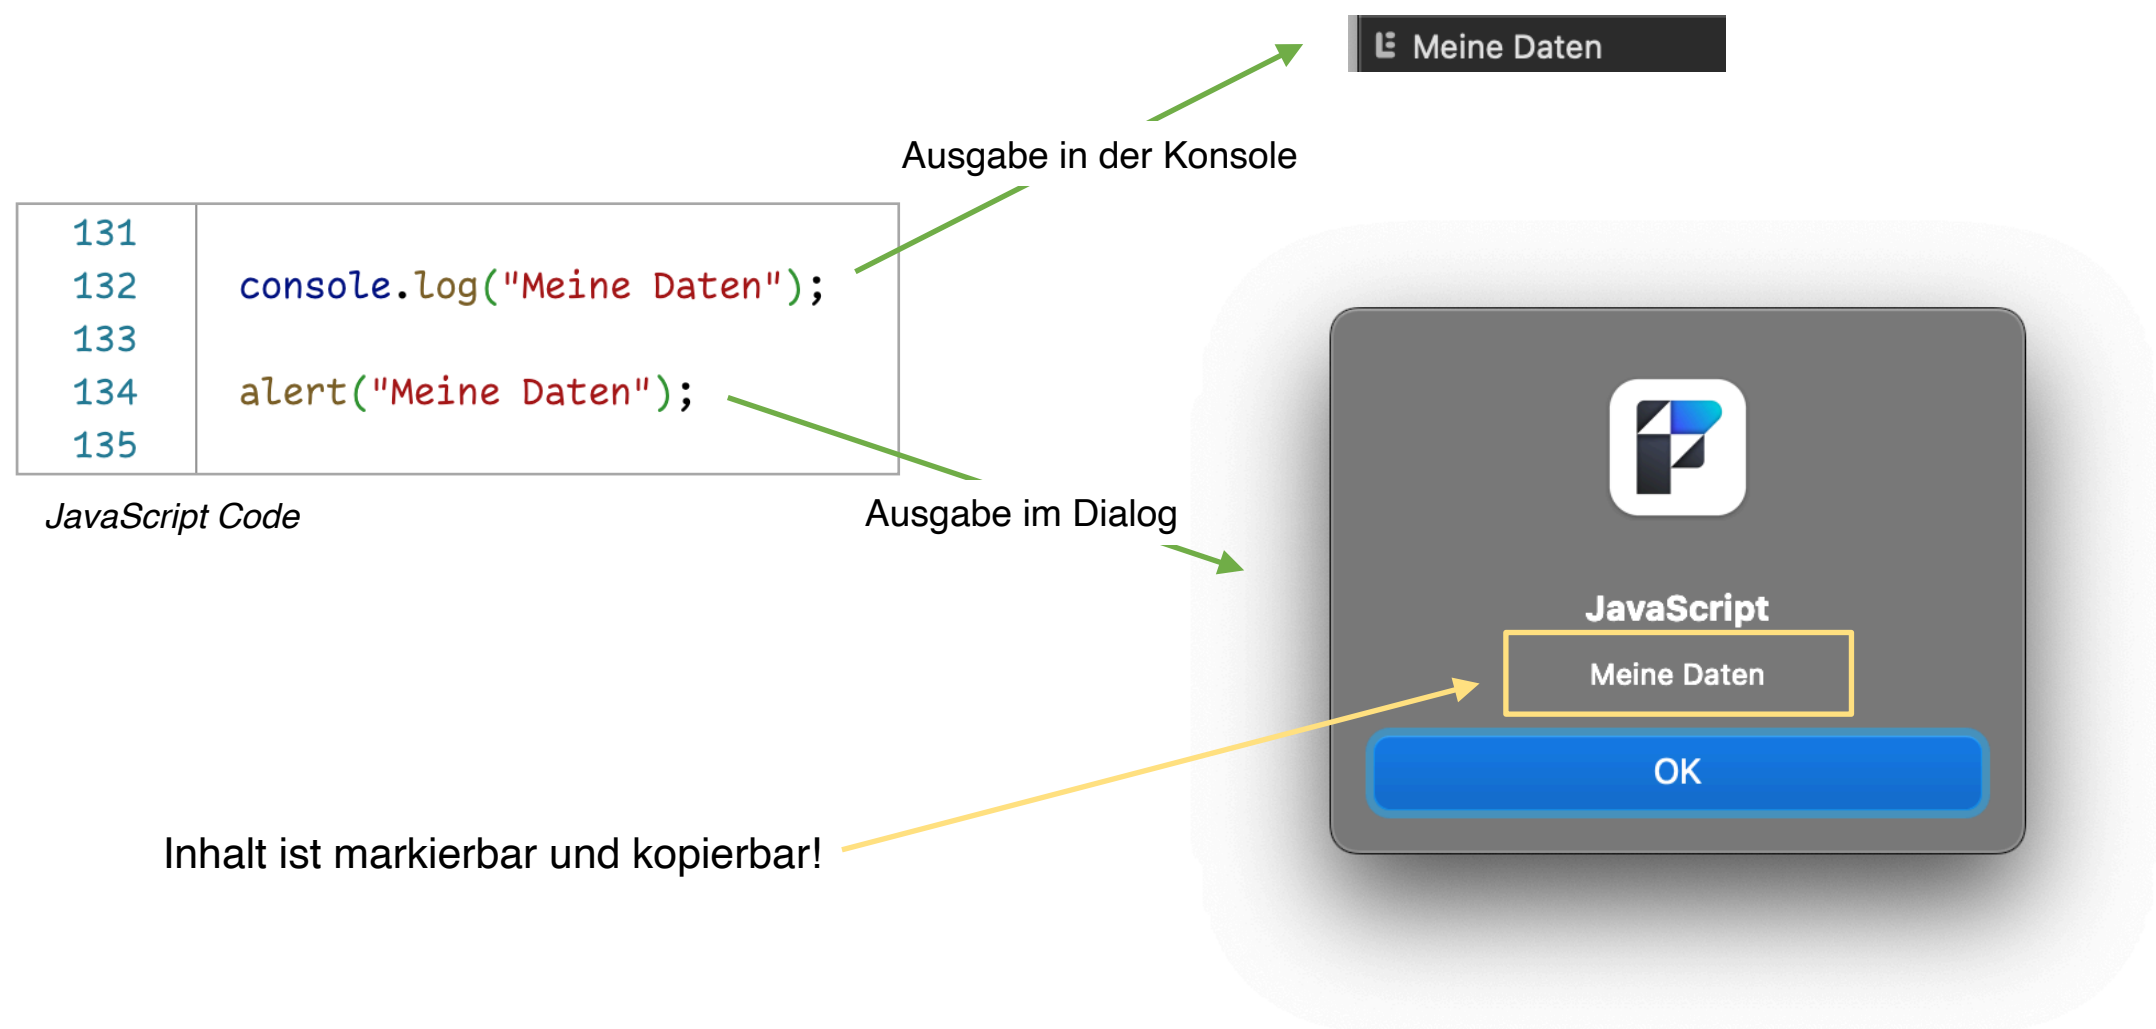 Meine Daten
Ausgabe in der Konsole
131
132 console.log("Meine Daten");
133
134 alert("Meine Daten");
135
JavaScript Code
Ausgabe im Dialog
JavaScript
Meine Daten
OK
Inhalt ist markierbar und kopierbar!